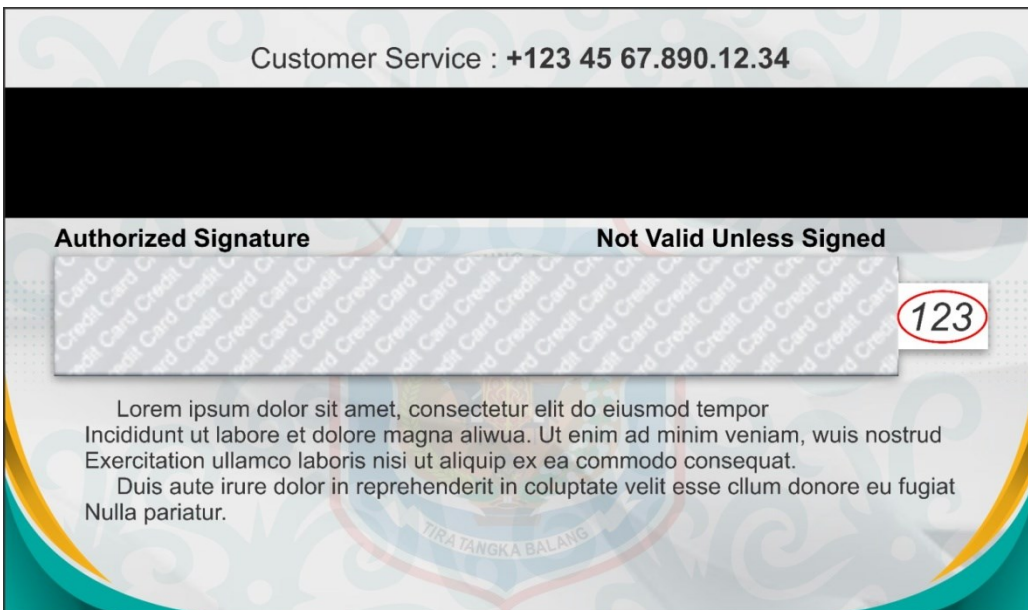 Customer Service : +123 45 67.890.12.34
Authorized Signature Not Valid Unless Signed
123
Lorem ipsum dolor sit amet, consectetur elit do eiusmod tempor
Incididunt ut labore et dolore magna aliwua. Ut enim ad minim veniam, wuis nostrud
Exercitation ullamco laboris nisi ut aliquip ex ea commodo consequat.
Duis aute irure dolor in reprehenderit in coluptate velit esse cllum donore eu fugiat
Nulla pariatur.
TIRA TANGKA BALANG